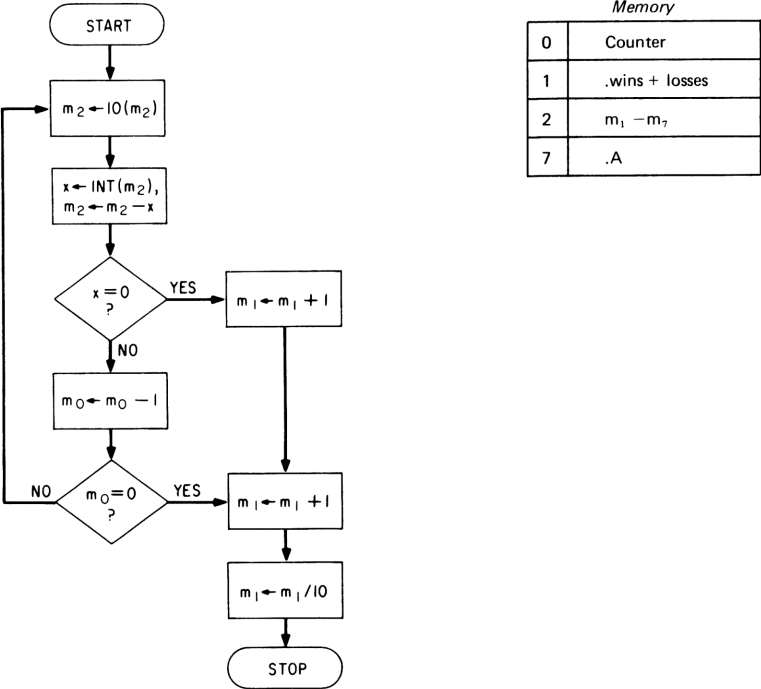 START
m₂ ← 10(m₂)
x ← INT(m₂),
m₂ ← m₂ – x
x = 0
?
YES
NO
m₁ ← m₁ + 1
m₀ ← m₀ – 1
m₀ = 0
?
NO
YES
m₁ ← m₁ + 1
m₁ ← m₁ /10
STOP
Memory
0 Counter
1 .wins + losses
2 m₁ – m₇
7 .A